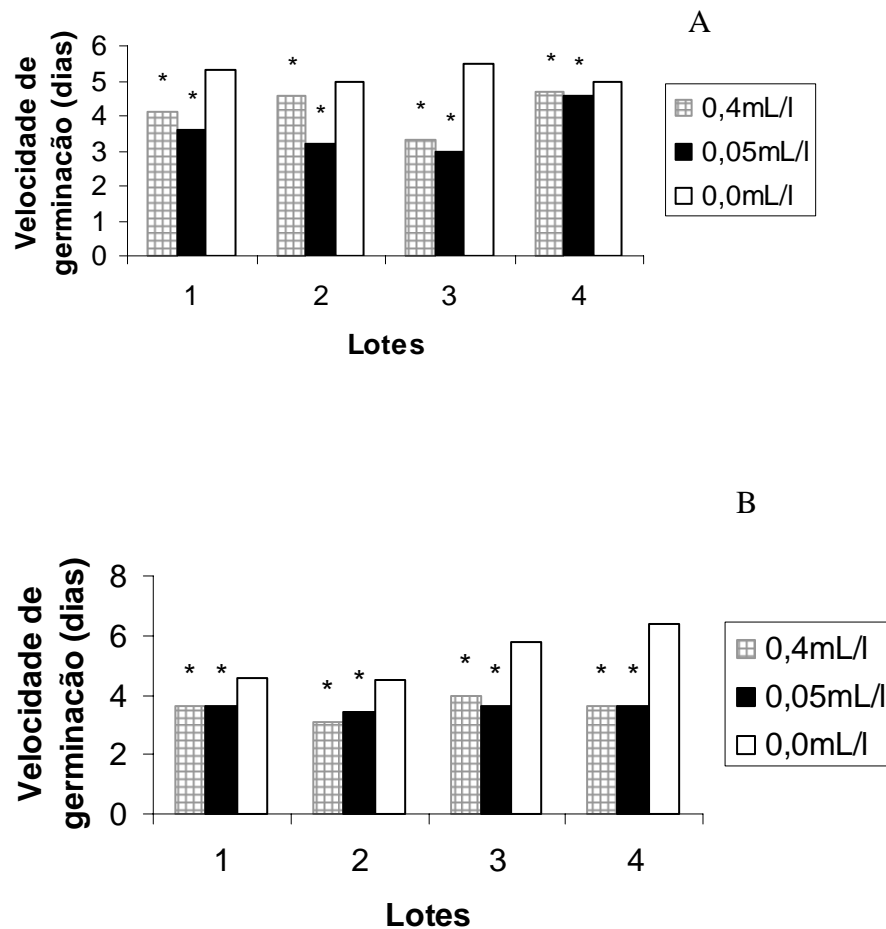 A
Velocidade de
germinacão (dias)
6
5
4
3
2
1
0
* * * * * * * *
1 2 3 4
Lotes
0,4mL/l
0,05mL/l
0,0mL/l
B
Velocidade de
germinacão (dias)
8
6
4
2
0
* * * * * * * *
1 2 3 4
Lotes
0,4mL/l
0,05mL/l
0,0mL/l